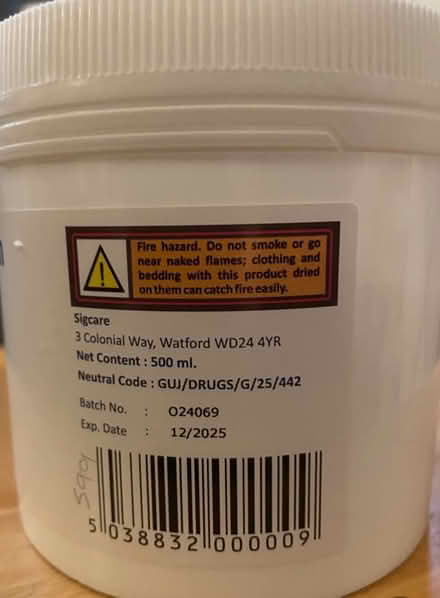 Fire hazard. Do not smoke or go
near naked flames; clothing and
bedding with this product dried
on them can catch fire easily.
Sigcare
3 Colonial Way, Watford WD24 4YR
Net Content : 500 ml.
Neutral Code : GUJ/DRUGS/G/25/442
Batch No. : O24069
Exp. Date : 12/2025
5 038832 000009